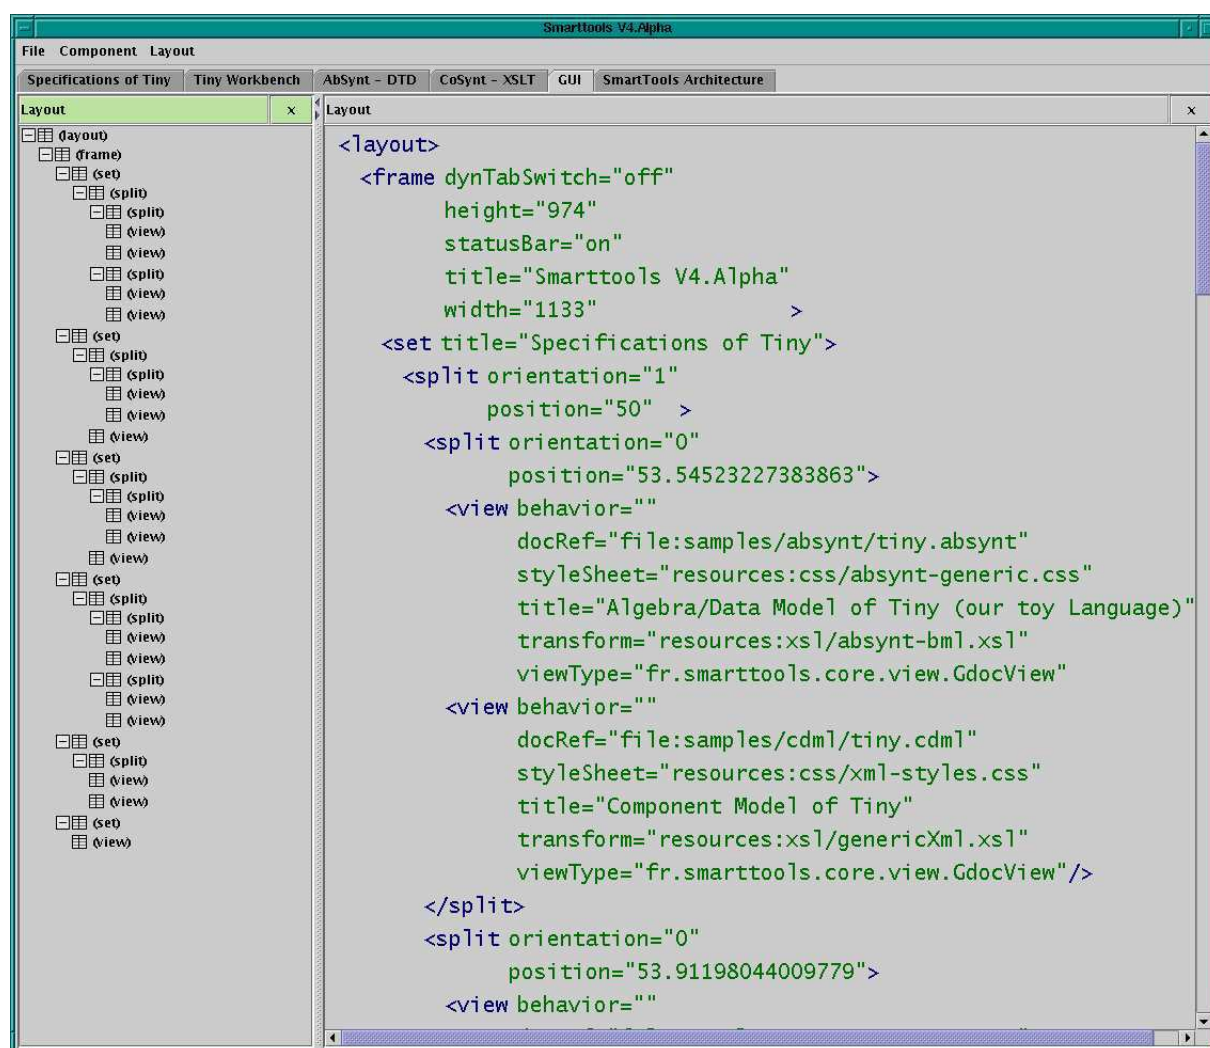 Smarttools V4.Alpha
File Component Layout
Specifications of Tiny Tiny Workbench AbSynt - DTD CoSynt - XSLT GUI SmartTools Architecture
Layout x
(layout)
(frame)
(set)
(split)
(split)
(view)
(view)
(split)
(view)
(view)
(set)
(split)
(split)
(view)
(view)
(view)
(set)
(split)
(split)
(view)
(view)
(view)
(set)
(split)
(split)
(view)
(view)
(split)
(view)
(view)
(set)
(split)
(view)
(view)
(set)
(view)
Layout x
<layout>
<frame dynTabSwitch="off"
height="974"
statusBar="on"
title="Smarttools V4.Alpha"
width="1133" >
<set title="Specifications of Tiny">
<split orientation="1"
position="50" >
<split orientation="0"
position="53.54523227383863">
<view behavior=""
docRef="file:samples/absynt/tiny.absynt"
styleSheet="resources:css/absynt-generic.css"
title="Algebra/Data Model of Tiny (our toy Language)"
transform="resources:xsl/absynt-bml.xsl"
viewType="fr.smarttools.core.view.GdocView"
<view behavior=""
docRef="file:samples/cdml/tiny.cdml"
styleSheet="resources:css/xml-styles.css"
title="Component Model of Tiny"
transform="resources:xsl/genericXml.xsl"
viewType="fr.smarttools.core.view.GdocView"/>
</split>
<split orientation="0"
position="53.91198044009779">
<view behavior=""